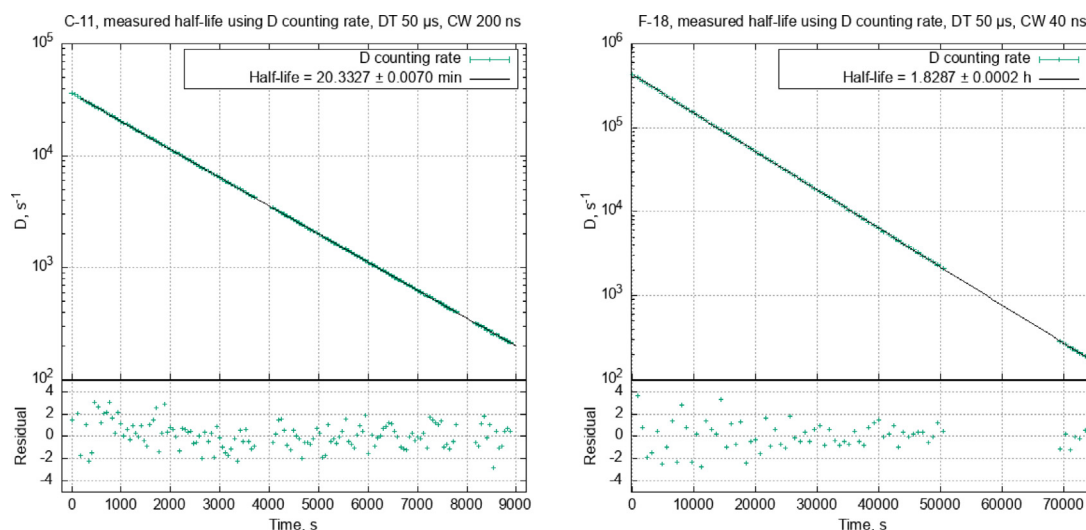 C-11, measured half-life using D counting rate, DT 50 µs, CW 200 ns
10^5
10^4
10^3
10^2
D, s^-1
D counting rate
Half-life = 20.3327 ± 0.0070 min
4
2
0
-2
-4
Residual
0 1000 2000 3000 4000 5000 6000 7000 8000 9000
Time, s
F-18, measured half-life using D counting rate, DT 50 µs, CW 40 ns
10^6
10^5
10^4
10^3
10^2
D, s^-1
D counting rate
Half-life = 1.8287 ± 0.0002 h
4
2
0
-2
-4
Residual
0 10000 20000 30000 40000 50000 60000 70000
Time, s